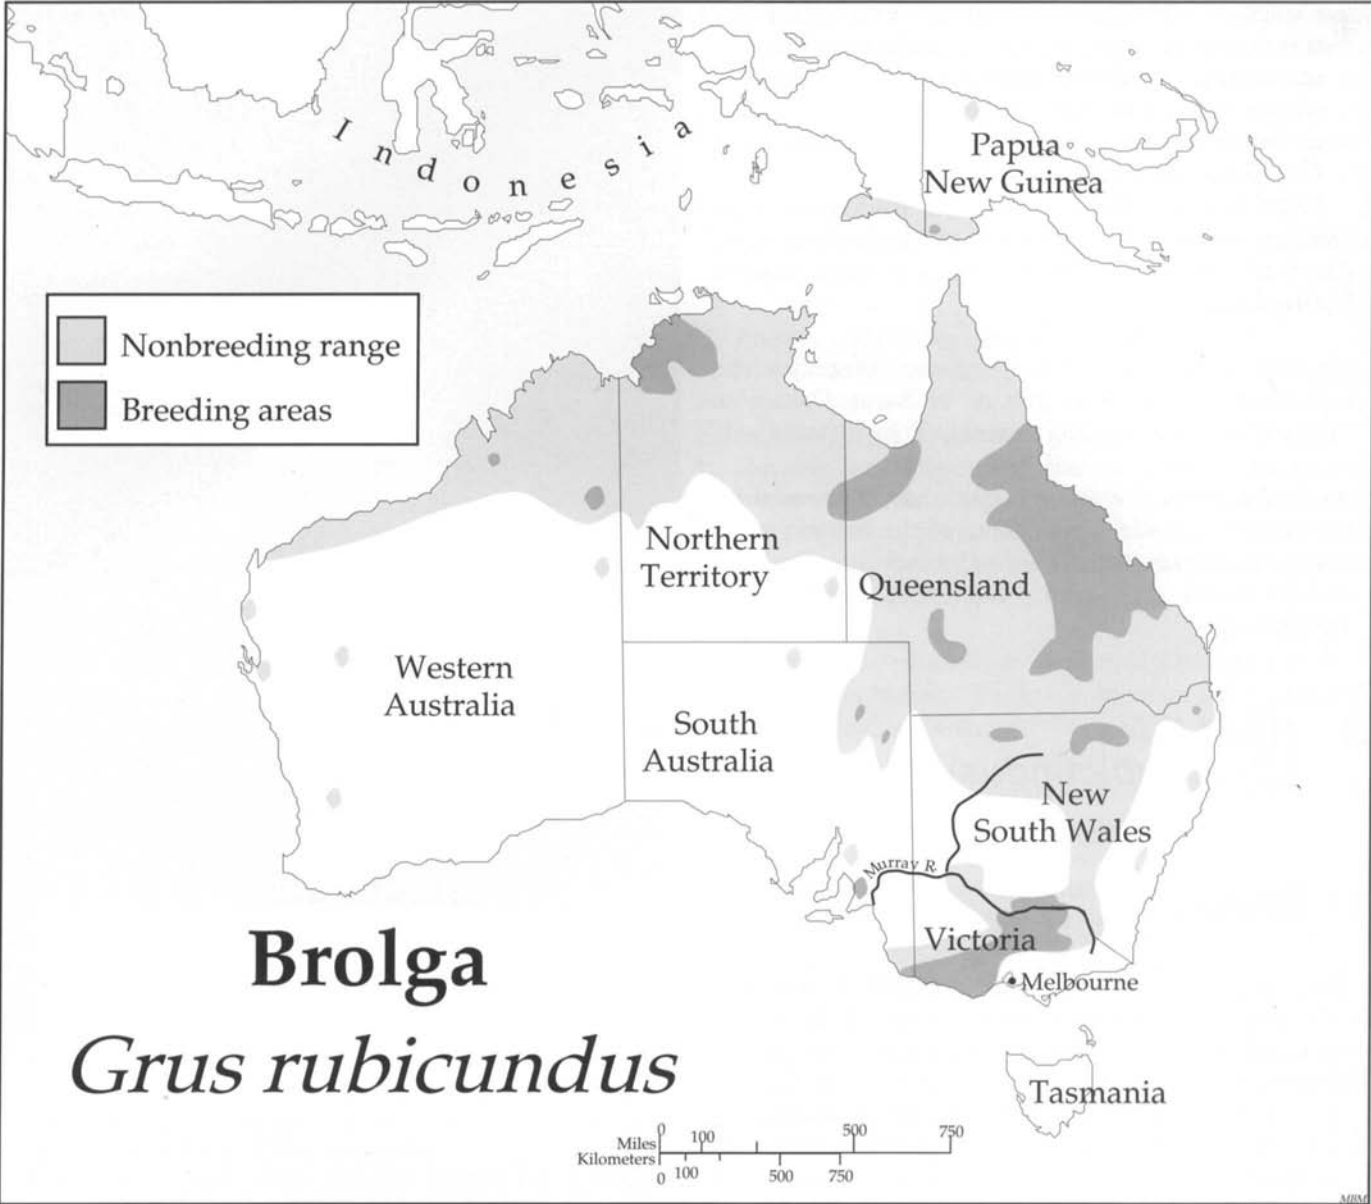 Indonesia
Papua
New Guinea
Nonbreeding range
Breeding areas
Northern
Territory
Queensland
Western
Australia
South
Australia
New
South Wales
Murray R.
Victoria
Melbourne
Brolga
Grus rubicundus
Tasmania
Miles 0 100 500 750
Kilometers 0 100 500 750
MBM